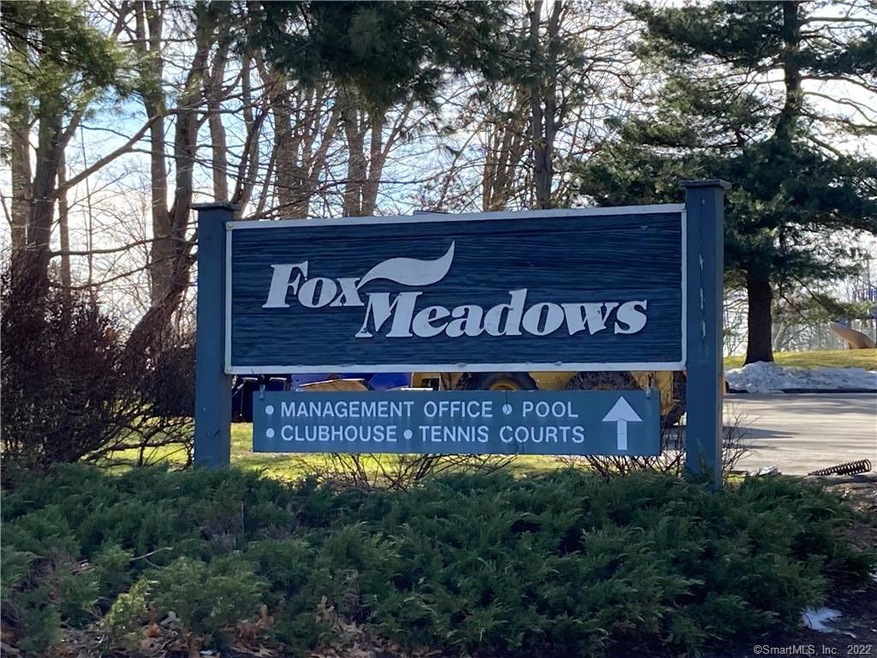 Fox
Meadows
• MANAGEMENT OFFICE • POOL
• CLUBHOUSE • TENNIS COURTS
©SmartMLS, Inc. 2022